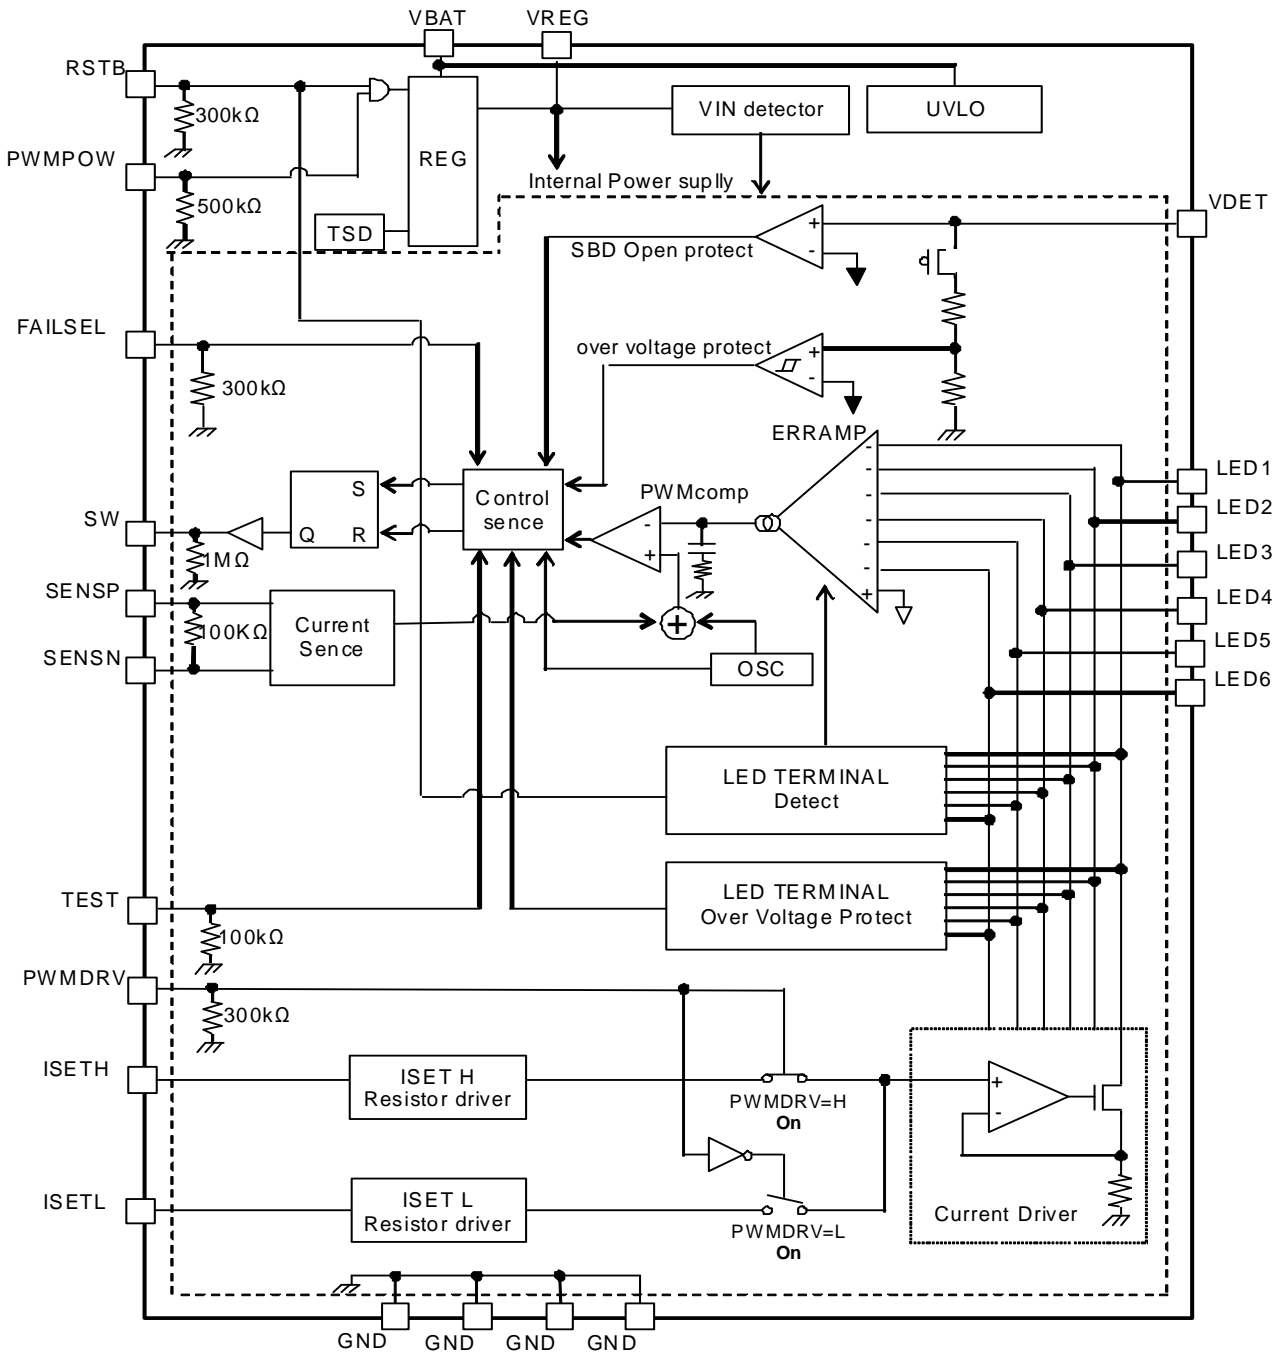 VBAT
VREG
RSTB
300kΩ
VIN detector
UVLO
PWMPOW
REG
Internal Power suplly
500kΩ
TSD
VDET
+
-
SBD Open protect
FAILSEL
over voltage protect
+
-
300kΩ
ERRAMP
-
-
-
-
-
-
+
LED1
LED2
LED3
LED4
LED5
LED6
S
Q
R
Control
sence
PWMcomp
-
+
SW
1MΩ
SENSP
100KΩ
SENSN
Current
Sence
+
OSC
LED TERMINAL
Detect
LED TERMINAL
Over Voltage Protect
TEST
100kΩ
PWMDRV
300kΩ
ISETH
ISET H
Resistor driver
PWMDRV=H
On
+
-
ISETL
ISET L
Resistor driver
PWMDRV=L
On
Current Driver
GND
GND
GND
GND